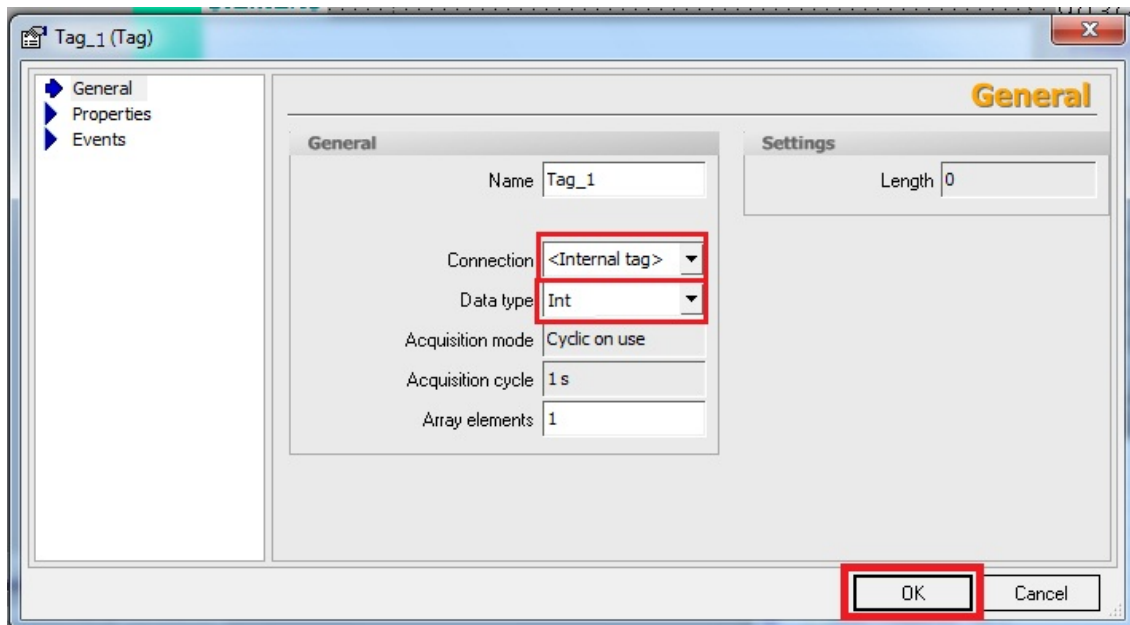 Tag_1 (Tag)
General
Properties
Events
General
General
Name Tag_1
Connection <Internal tag>
Data type Int
Acquisition mode Cyclic on use
Acquisition cycle 1 s
Array elements 1
Settings
Length 0
OK
Cancel